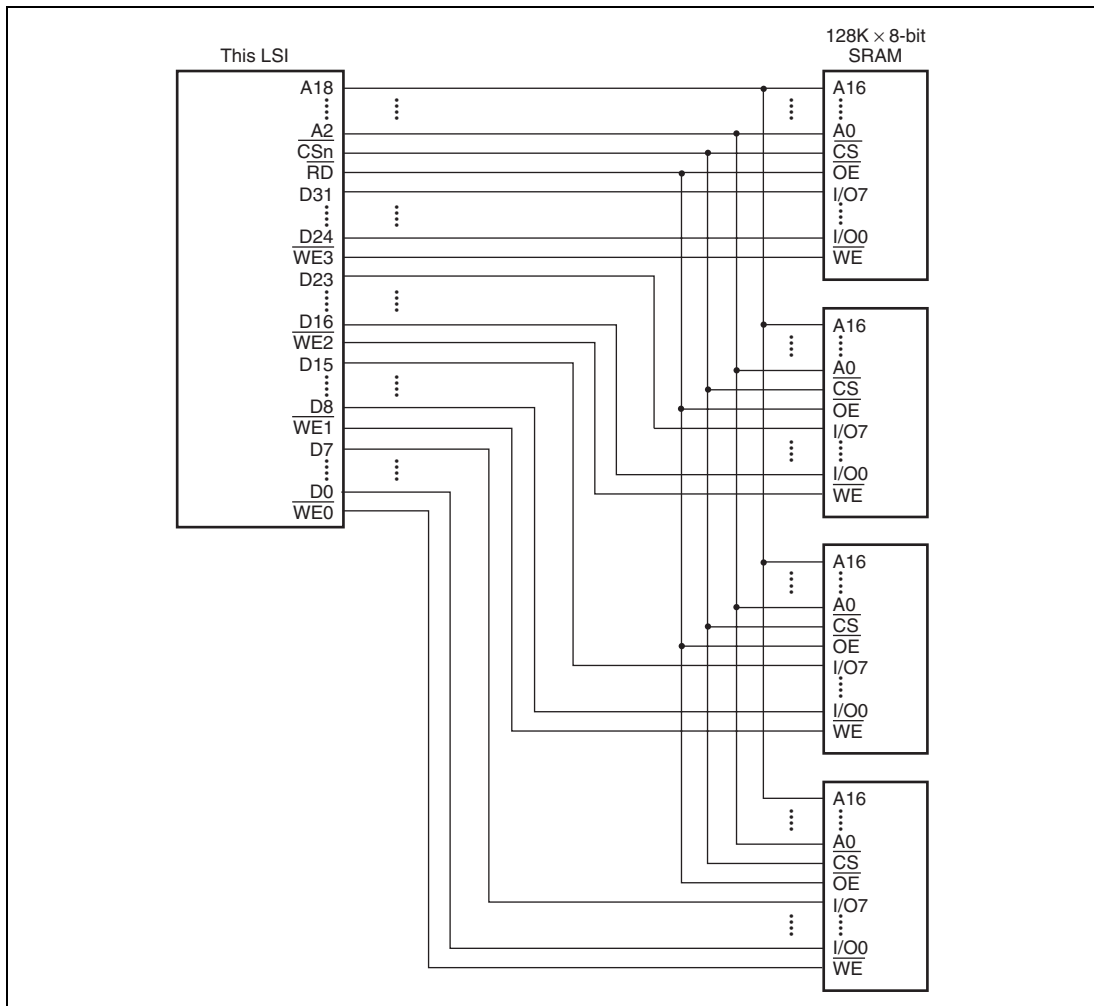 128K × 8-bit
SRAM
This LSI
A18
A2
CSn
RD
D31
D24
WE3
D23
D16
WE2
D15
D8
WE1
D7
D0
WE0
A16
A0
CS
OE
I/O7
I/O0
WE
A16
A0
CS
OE
I/O7
I/O0
WE
A16
A0
CS
OE
I/O7
I/O0
WE
A16
A0
CS
OE
I/O7
I/O0
WE